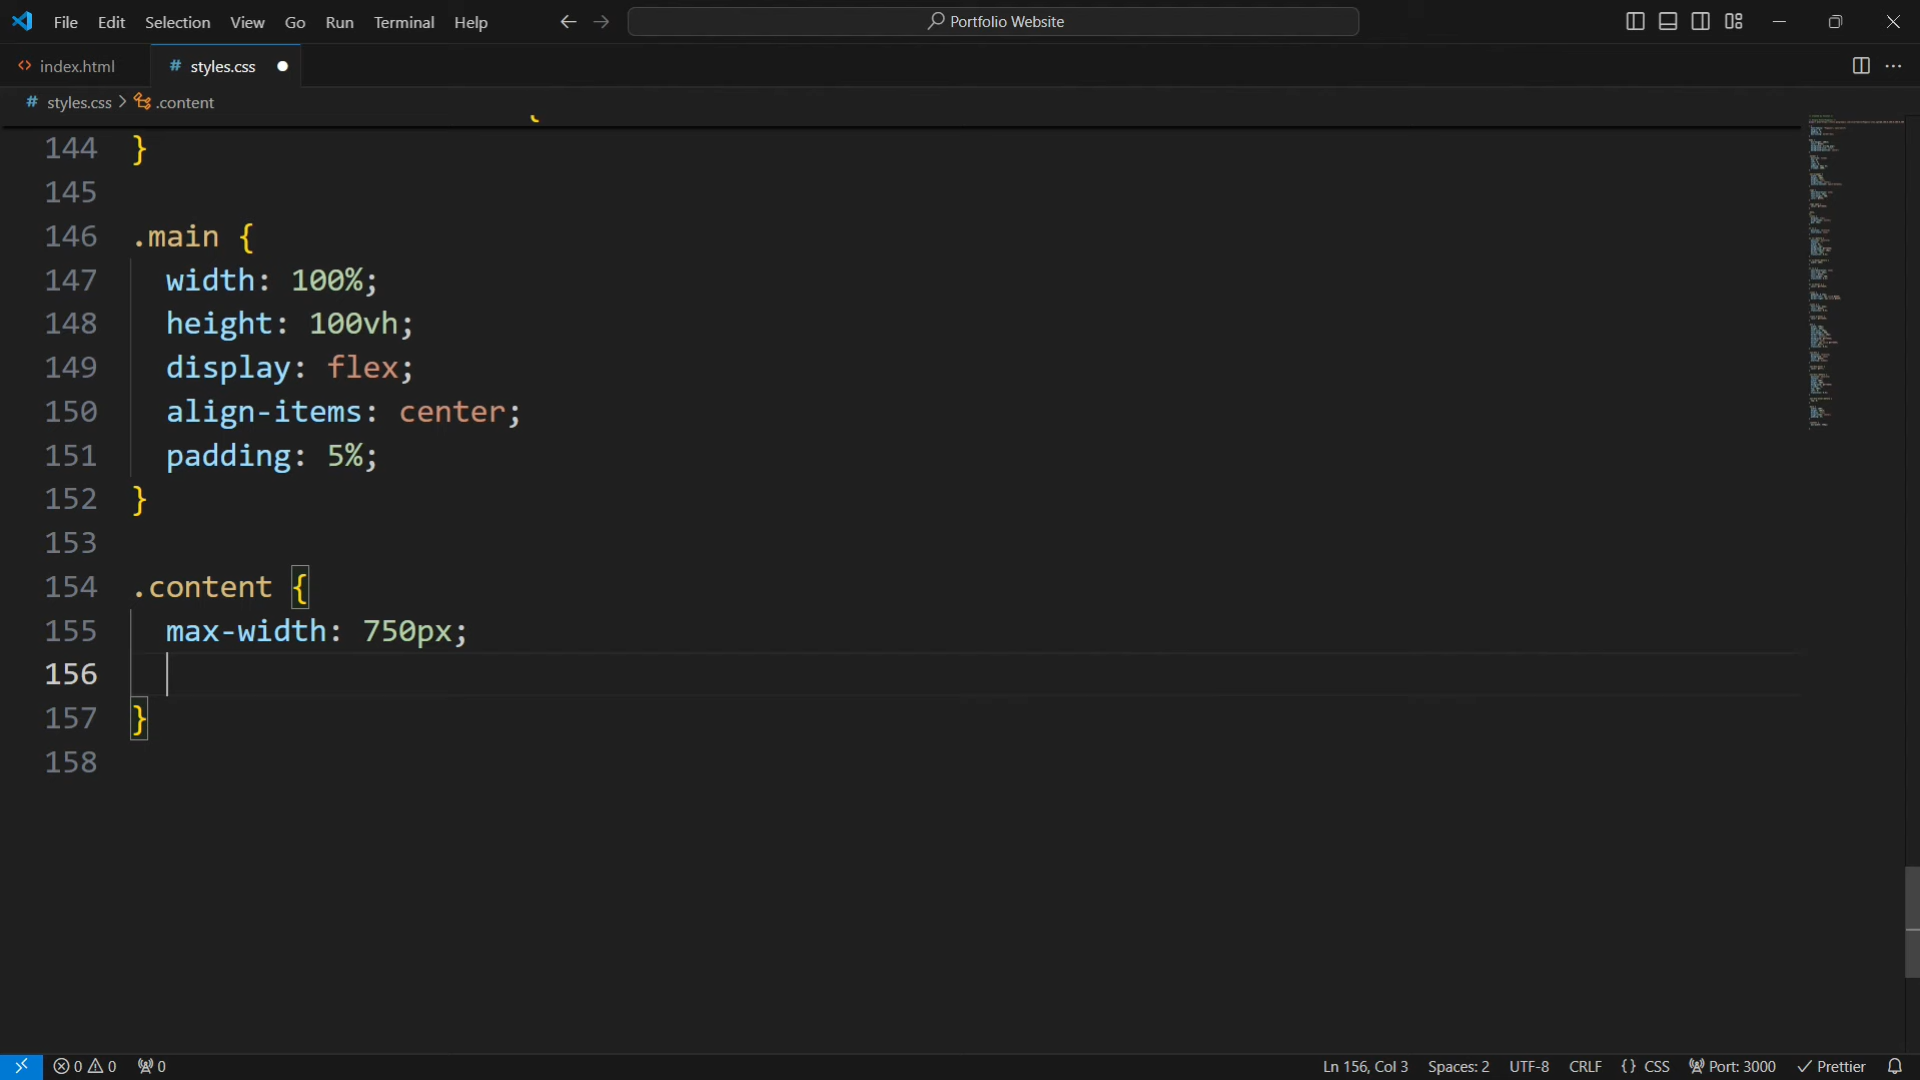 File Edit Selection View Go Run Terminal Help Portfolio Website
index.html # styles.css
# styles.css > .content
{
144 }
145
146 .main {
147 width: 100%;
148 height: 100vh;
149 display: flex;
150 align-items: center;
151 padding: 5%;
152 }
153
154 .content {
155 max-width: 750px;
156
157 }
158
0 0 0 Ln 156, Col 3 Spaces: 2 UTF-8 CRLF {} CSS Port: 3000 Prettier